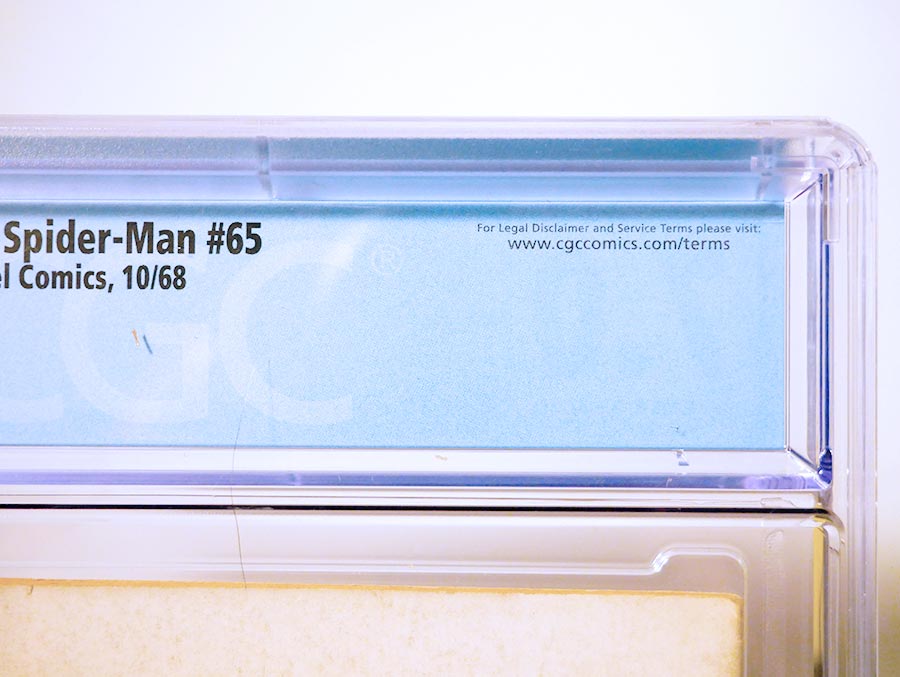 Spider-Man #65
el Comics, 10/68
For Legal Disclaimer and Service Terms please visit:
www.cgccomics.com/terms
CGC®